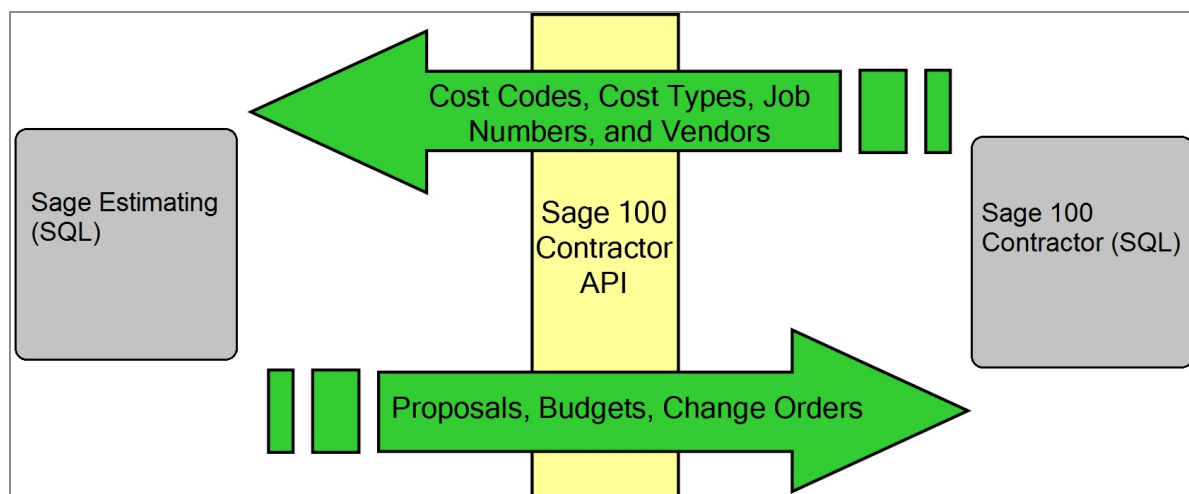 Cost Codes, Cost Types, Job
Numbers, and Vendors
Sage Estimating
(SQL)
Sage 100
Contractor
API
Sage 100
Contractor (SQL)
Proposals, Budgets, Change Orders